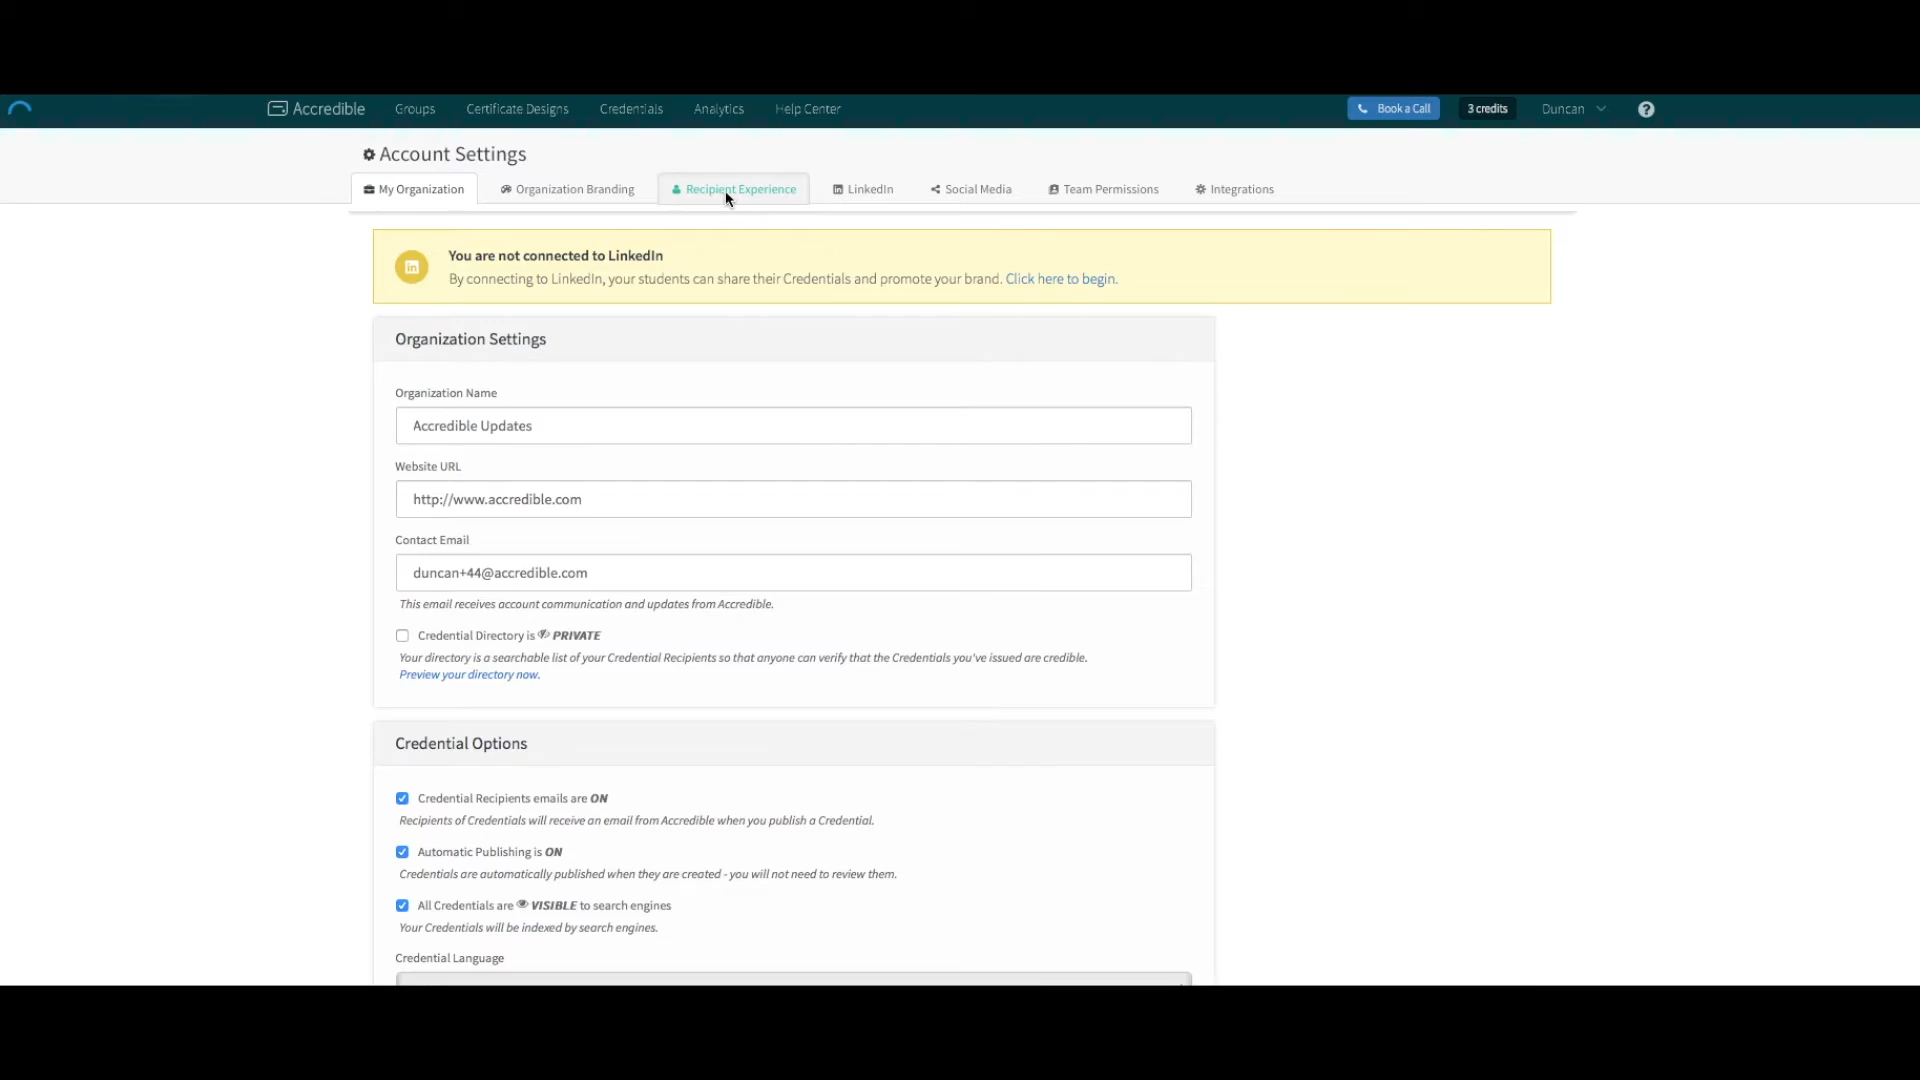 Accredible Groups Certificate Designs Credentials Analytics Help Center Book a Call 3 credits Duncan ?
Account Settings
My Organization Organization Branding Recipient Experience LinkedIn Social Media Team Permissions Integrations
You are not connected to LinkedIn
By connecting to LinkedIn, your students can share their Credentials and promote your brand. Click here to begin.
Organization Settings
Organization Name
Accredible Updates
Website URL
http://www.accredible.com
Contact Email
duncan+44@accredible.com
This email receives account communication and updates from Accredible.
Credential Directory is PRIVATE
Your directory is a searchable list of your Credential Recipients so that anyone can verify that the Credentials you've issued are credible.
Preview your directory now.
Credential Options
Credential Recipients emails are ON
Recipients of Credentials will receive an email from Accredible when you publish a Credential.
Automatic Publishing is ON
Credentials are automatically published when they are created - you will not need to review them.
All Credentials are VISIBLE to search engines
Your Credentials will be indexed by search engines.
Credential Language